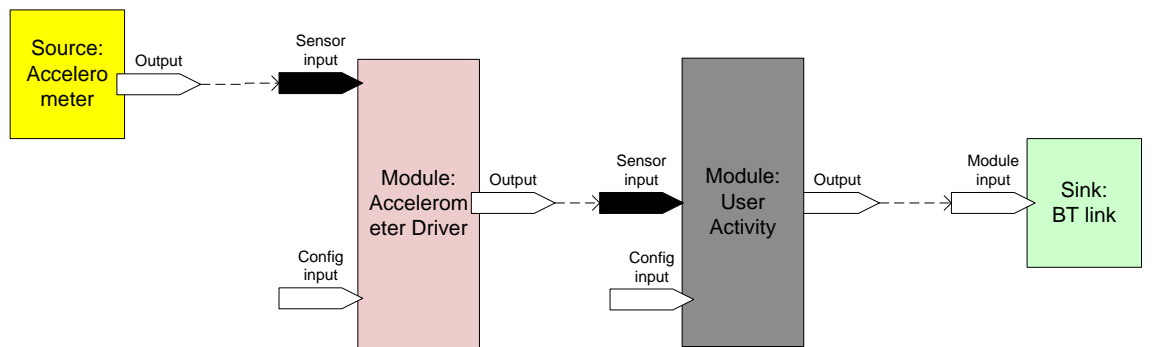 Source:
Accelero
meter
Output
Sensor
input
Module:
Accelerom
eter Driver
Config
input
Output
Sensor
input
Module:
User
Activity
Config
input
Output
Module
input
Sink:
BT link